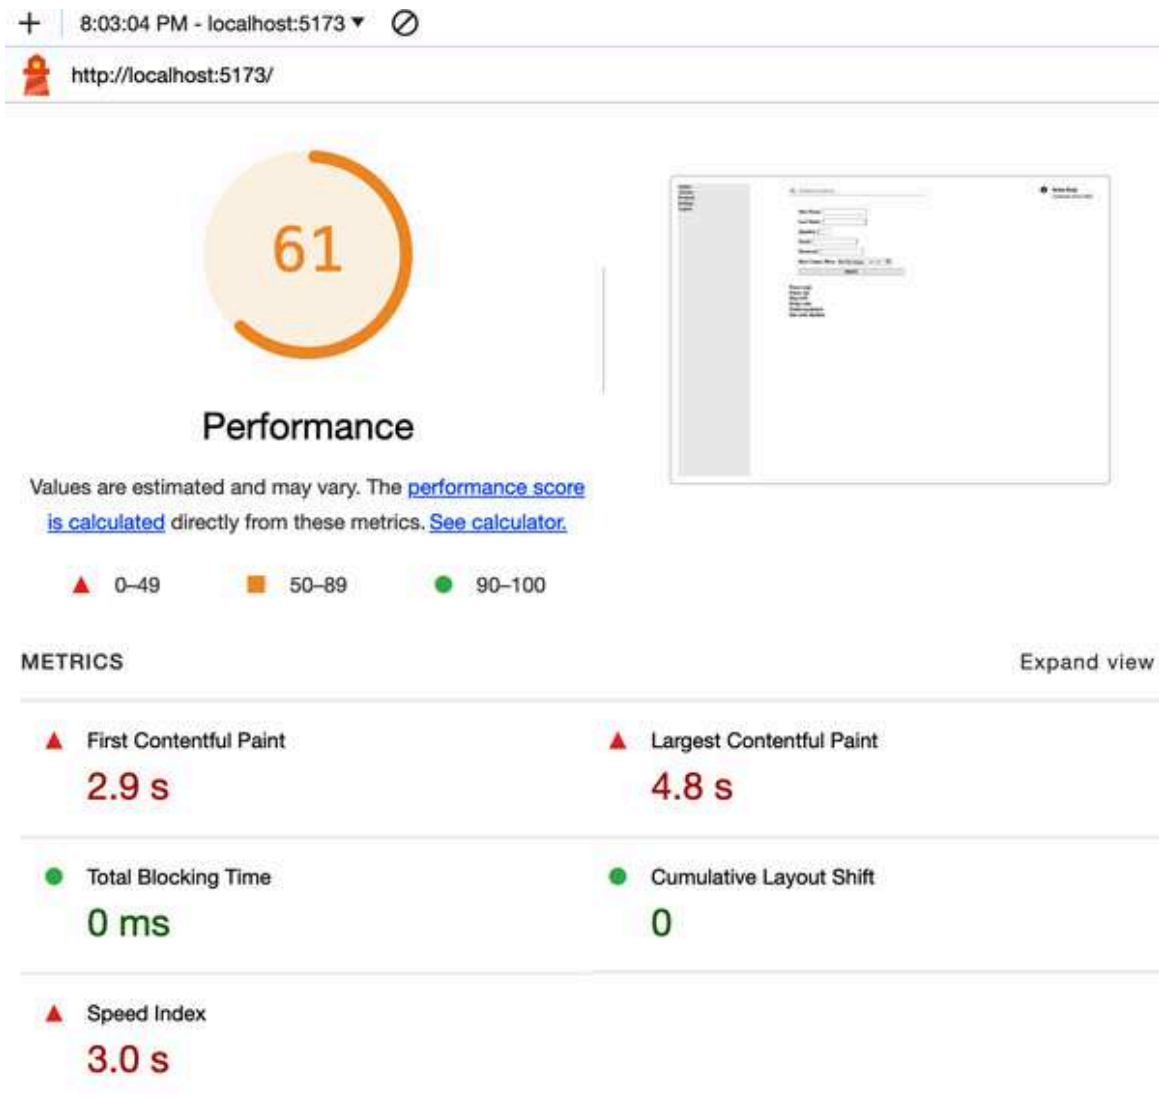 8:03:04 PM - localhost:5173 ▼
http://localhost:5173/
61
Performance
Values are estimated and may vary. The performance score
is calculated directly from these metrics. See calculator.
0–49
50–89
90–100
METRICS
Expand view
First Contentful Paint
2.9 s
Largest Contentful Paint
4.8 s
Total Blocking Time
0 ms
Cumulative Layout Shift
0
Speed Index
3.0 s